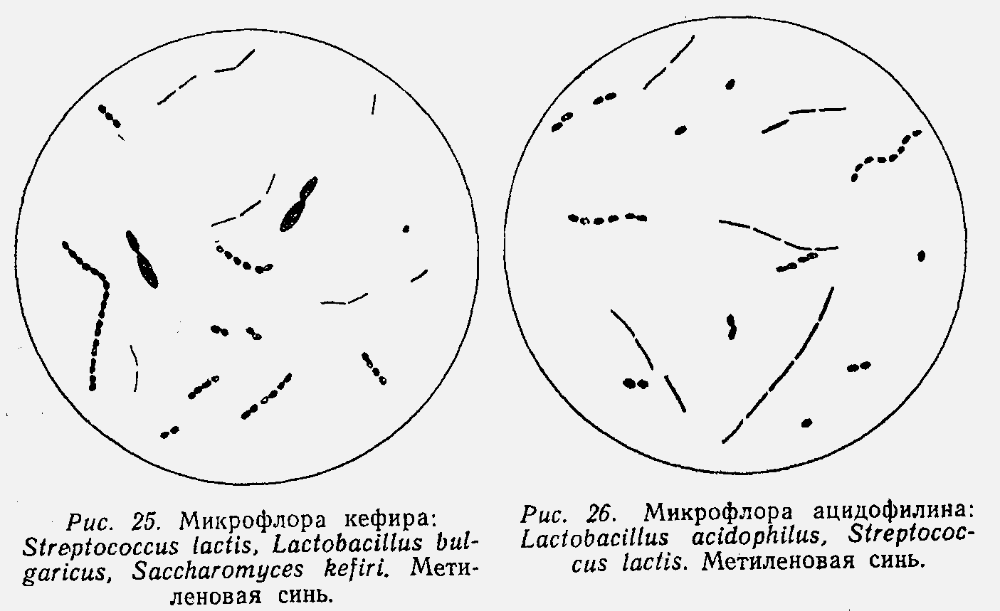 Рис. 25. Микрофлора кефира:
Streptococcus lactis, Lactobacillus bul-
garicus, Saccharomyces kefiri. Мети-
леновая синь.
Рис. 26. Микрофлора ацидофилина:
Lactobacillus acidophilus, Streptococ-
cus lactis. Метиленовая синь.